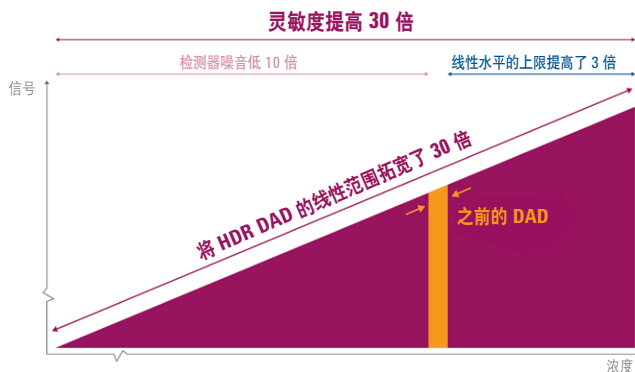 灵敏度提高 30 倍
检测器噪音低 10 倍
线性水平的上限提高了 3 倍
信号
将 HDR DAD 的线性范围拓宽了 30 倍
之前的 DAD
浓度